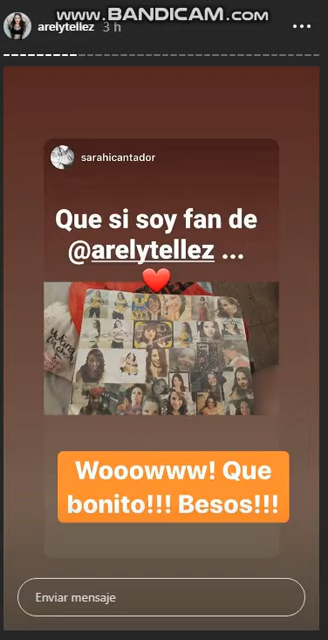 www.BANDICAM.com
arelytellez 3 h
sarahicantador
Que si soy fan de
@arelytellez ...
Wooowww! Que
bonito!!! Besos!!!
Enviar mensaje